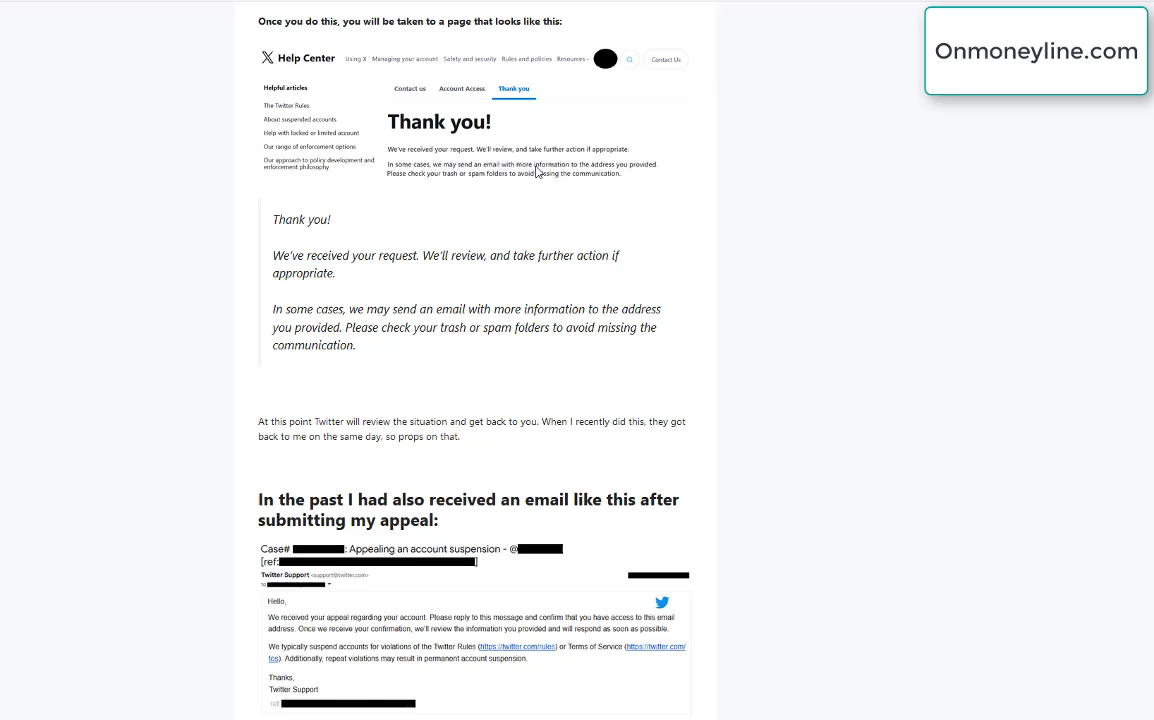 Once you do this, you will be taken to a page that looks like this:
Onmoneyline.com
X Help Center Using X Managing your account Safety and security Rules and policies Resources Contact Us
Helpful articles
Contact us Account Access Thank you
The Twitter Rules
About suspended accounts
Help with locked or limited account
Our range of enforcement options
Our approach to policy development and
enforcement philosophy
Thank you!
We've received your request. We'll review, and take further action if appropriate.
In some cases, we may send an email with more information to the address you provided.
Please check your trash or spam folders to avoid missing the communication.
Thank you!
We've received your request. We'll review, and take further action if
appropriate.
In some cases, we may send an email with more information to the address
you provided. Please check your trash or spam folders to avoid missing the
communication.
At this point Twitter will review the situation and get back to you. When I recently did this, they got
back to me on the same day, so props on that.
In the past I had also received an email like this after
submitting my appeal:
Case# : Appealing an account suspension - @
[ref: ]
Twitter Support <support@twitter.com>
to
Hello,
We received your appeal regarding your account. Please reply to this message and confirm that you have access to this email
address. Once we receive your confirmation, we'll review the information you provided and will respond as soon as possible.
We typically suspend accounts for violations of the Twitter Rules (https://twitter.com/rules) or Terms of Service (https://twitter.com/
tos). Additionally, repeat violations may result in permanent account suspension.
Thanks,
Twitter Support
ref: